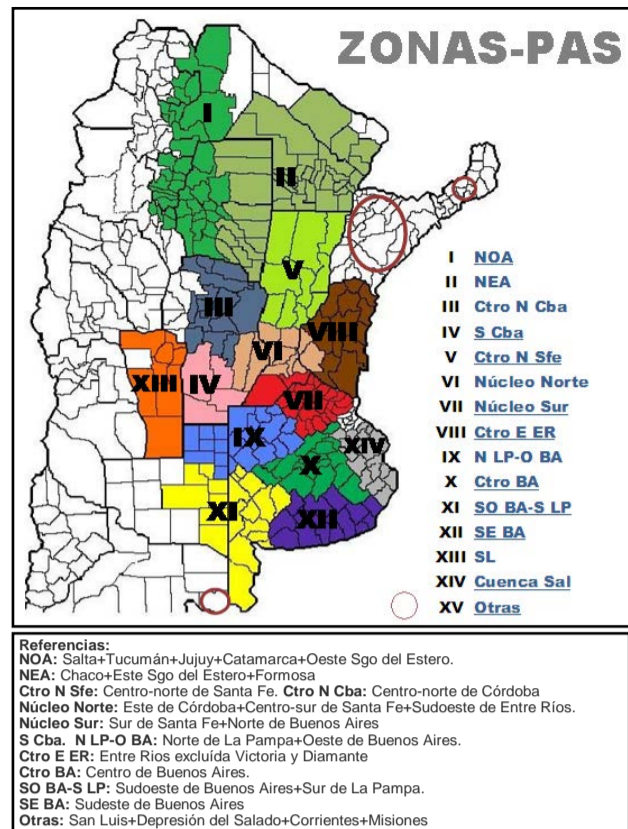 ZONAS-PAS
I
II
V
III
VIII
VI
XIII
IV
VII
IX
XIV
X
XI
XII
I NOA
II NEA
III Ctro N Cba
IV S Cba
V Ctro N Sfe
VI Núcleo Norte
VII Núcleo Sur
VIII Ctro E ER
IX N LP-O BA
X Ctro BA
XI SO BA-S LP
XII SE BA
XIII SL
XIV Cuenca Sal
XV Otras
Referencias:
NOA: Salta+Tucumán+Jujuy+Catamarca+Oeste Sgo del Estero.
NEA: Chaco+Este Sgo del Estero+Formosa
Ctro N Sfe: Centro-norte de Santa Fe. Ctro N Cba: Centro-norte de Córdoba
Núcleo Norte: Este de Córdoba+Centro-sur de Santa Fe+Sudoeste de Entre Ríos.
Núcleo Sur: Sur de Santa Fe+Norte de Buenos Aires
S Cba. N LP-O BA: Norte de La Pampa+Oeste de Buenos Aires.
Ctro E ER: Entre Rios excluída Victoria y Diamante
Ctro BA: Centro de Buenos Aires.
SO BA-S LP: Sudoeste de Buenos Aires+Sur de La Pampa.
SE BA: Sudeste de Buenos Aires
Otras: San Luis+Depresión del Salado+Corrientes+Misiones